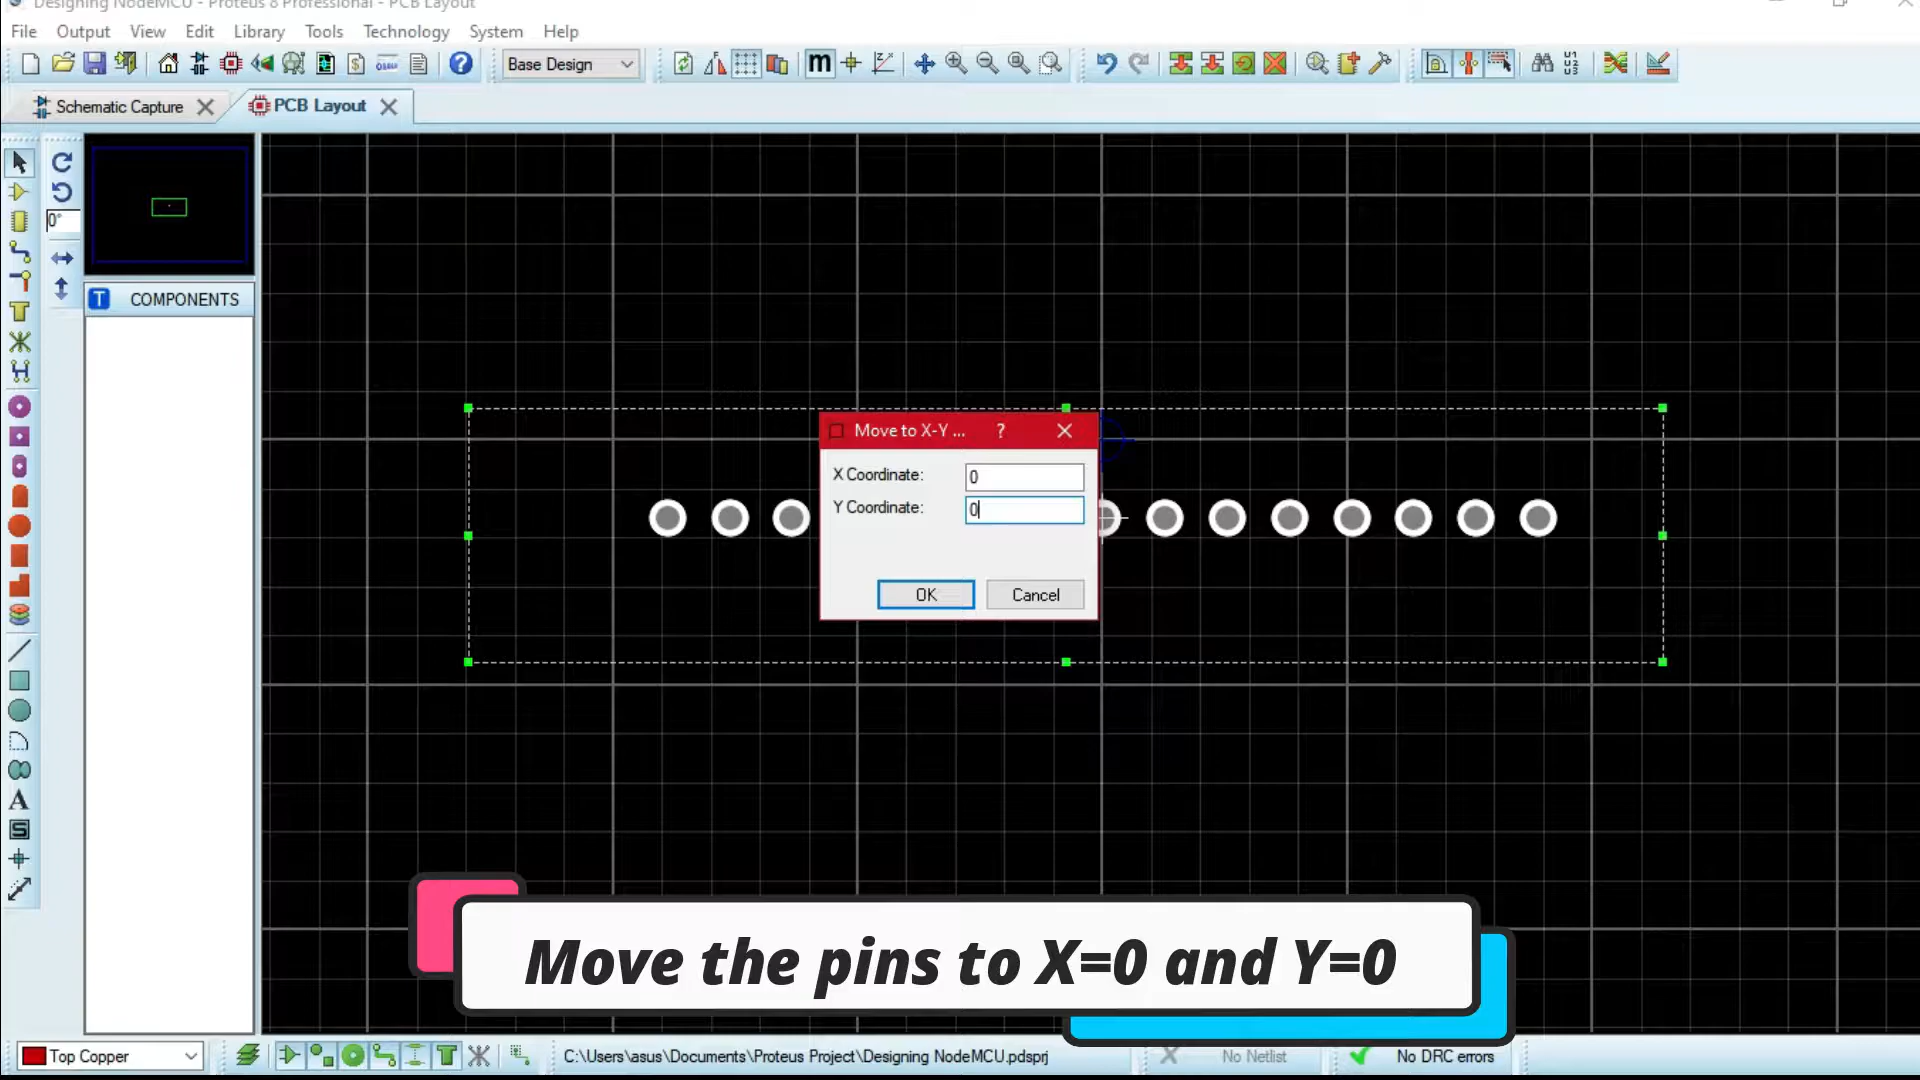 Designing NodeMCU - Proteus 8 Professional - PCB Layout
File Output View Edit Library Tools Technology System Help
Base Design
m
Schematic Capture
PCB Layout
0°
T COMPONENTS
Move to X-Y ... ?
X Coordinate: 0
Y Coordinate: 0
OK Cancel
A
S
Move the pins to X=0 and Y=0
Top Copper
C:\Users\asus\Documents\Proteus Project\Designing NodeMCU.pdsprj
No Netlist
No DRC errors